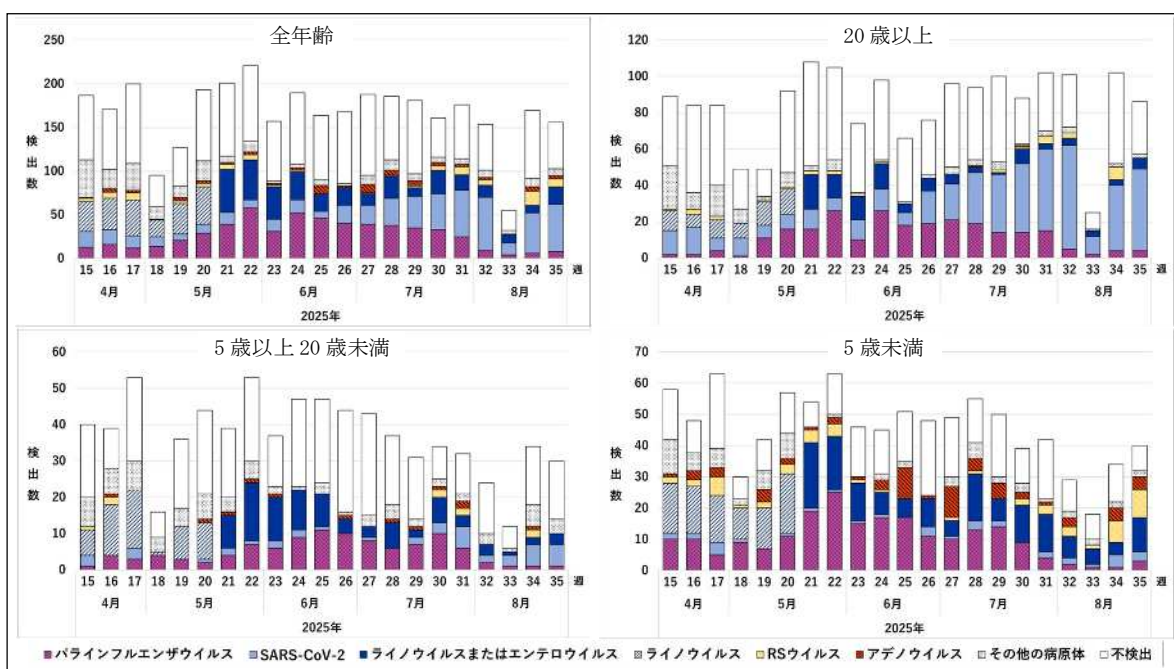 全年齢
250
200
150
100
50
0
検出数
15 16 17 18 19 20 21 22 23 24 25 26 27 28 29 30 31 32 33 34 35 週
4月 5月 6月 7月 8月
2025年
20歳以上
120
100
80
60
40
20
0
検出数
15 16 17 18 19 20 21 22 23 24 25 26 27 28 29 30 31 32 33 34 35 週
4月 5月 6月 7月 8月
2025年
5歳以上20歳未満
60
50
40
30
20
10
0
検出数
15 16 17 18 19 20 21 22 23 24 25 26 27 28 29 30 31 32 33 34 35 週
4月 5月 6月 7月 8月
2025年
5歳未満
70
60
50
40
30
20
10
0
検出数
15 16 17 18 19 20 21 22 23 24 25 26 27 28 29 30 31 32 33 34 35 週
4月 5月 6月 7月 8月
2025年
パラインフルエンザウイルス SARS-CoV-2 ライノウイルスまたはエンテロウイルス ライノウイルス RSウイルス アデノウイルス その他の病原体 不検出